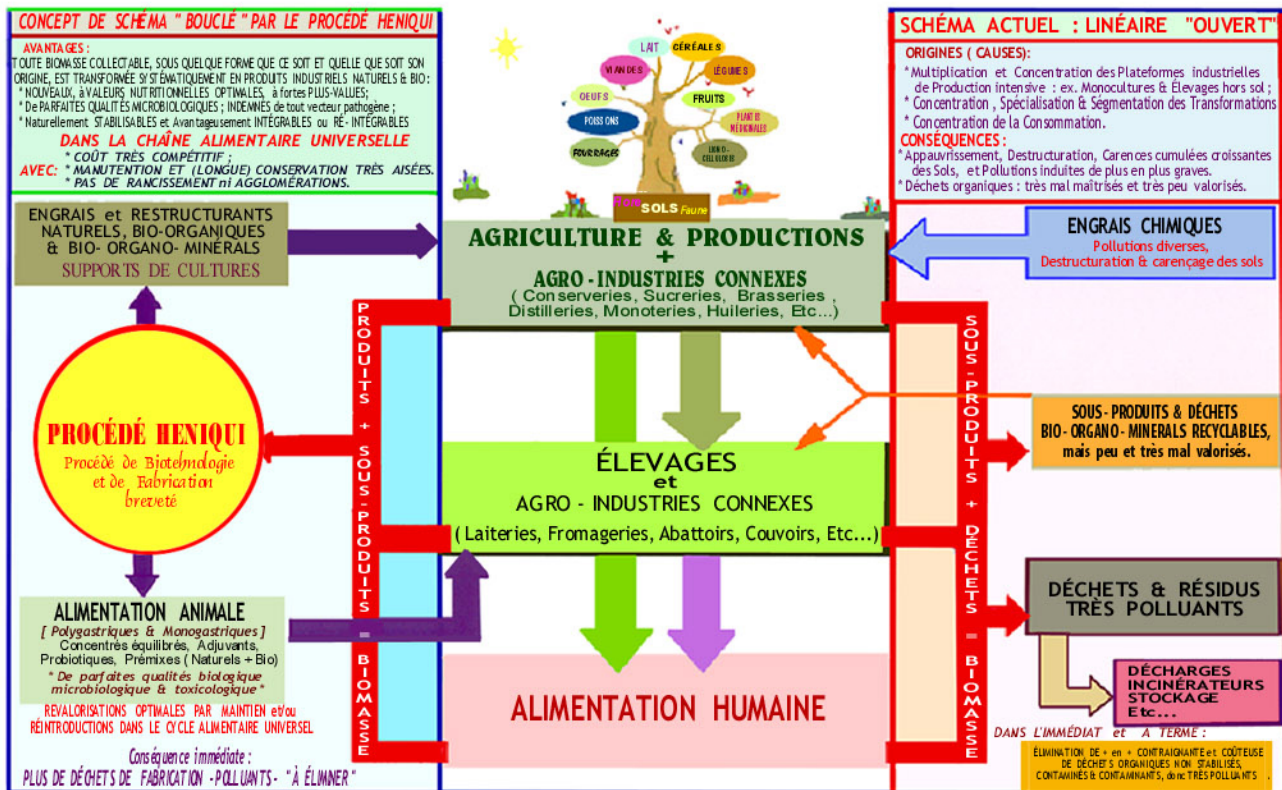 CONCEPT DE SCHÉMA " BOUCLÉ " PAR LE PROCÉDÉ HENIQUI
AVANTAGES :
TOUTE BIOMASSE COLLECTABLE, SOUS QUELQUE FORME QUE CE SOIT ET QUELLE QUE SOIT SON
ORIGINE, EST TRANSFORMÉE SYSTÉMATIQUEMENT EN PRODUITS INDUSTRIELS NATURELS & BIO :
* NOUVEAUX, à VALEURS NUTRITIONNELLES OPTIMALES, à fortes PLUS-VALUES;
* De PARFAITES QUALITÉS MICROBIOLOGIQUES ; INDEMNES de tout vecteur pathogène ;
* Naturellement STABILISABLES et Avantageusement INTÉGRABLES ou RÉ- INTÉGRABLES
DANS LA CHAÎNE ALIMENTAIRE UNIVERSELLE
* COÛT TRÈS COMPÉTITIF ;
AVEC: * MANUTENTION ET (LONGUE) CONSERVATION TRÈS AISÉES.
* PAS DE RANCISSEMENT ni AGGLOMÉRATIONS.
ENGRAIS et RESTRUCTURANTS
NATURELS, BIO-ORGANIQUES
& BIO- ORGANO- MINÉRALS
SUPPORTS DE CULTURES
PROCÉDÉ HENIQUI
Procédé de Biotehnologie
et de Fabrication
breveté
ALIMENTATION ANIMALE
[ Polygastriques & Monogastriques ]
Concentrés équilibrés, Adjuvants,
Probiotiques, Prémixes ( Naturels + Bio)
* De parfaites qualités biologique
microbiologique & toxicologique *
REVALORISATIONS OPTIMALES PAR MAINTIEN et/ou
RÉINTRODUCTIONS DANS LE CYCLE ALIMENTAIRE UNIVERSEL
Conséquence immédiate :
PLUS DE DÉCHETS DE FABRICATION -POLLUANTS- "À ÉLIMINER"
PRODUITS + SOUS-PRODUITS = BIOMASSE
LAIT
CÉRÉALES
VIANDES
LÉGUMES
OEUFS
FRUITS
POISSONS
PLANTES
MÉDICINALES
FOURRAGES
LIGNO-
CELLULOSES
Flore SOLS Faune
AGRICULTURE & PRODUCTIONS
+
AGRO - INDUSTRIES CONNEXES
( Conserveries, Sucreries, Brasseries ,
Distilleries, Monoteries, Huileries, Etc...)
ÉLEVAGES
et
AGRO - INDUSTRIES CONNEXES
( Laiteries, Fromageries, Abattoirs, Couvoirs, Etc...)
ALIMENTATION HUMAINE
SOUS-PRODUITS + DÉCHETS = BIOMASSE
SCHÉMA ACTUEL : LINÉAIRE "OUVERT"
ORIGINES ( CAUSES):
*Multiplication et Concentration des Plateformes industrielles
de Production intensive : ex. Monocultures & Élevages hors sol ;
* Concentration , Spécialisation & Ségmentation des Transformations
* Concentration de la Consommation.
CONSÉQUENCES :
*Appauvrissement, Destructuration, Carences cumulées croissantes
des Sols, et Pollutions induites de plus en plus graves.
*Déchets organiques : très mal maîtrisés et très peu valorisés.
ENGRAIS CHIMIQUES
Pollutions diverses,
Destructuration & carençage des sols
SOUS- PRODUITS & DÉCHETS
BIO- ORGANO- MINERALS RECYCLABLES,
mais peu et très mal valorisés.
DÉCHETS & RÉSIDUS
TRÈS POLLUANTS
DÉCHARGES
INCINÉRATEURS
STOCKAGE
Etc...
DANS L'IMMÉDIAT et A TERME :
ÉLIMINATION DE + en + CONTRAIGNANTE et COÛTEUSE
DE DÉCHETS ORGANIQUES NON STABILISÉS,
CONTAMINÉS & CONTAMINANTS, donc TRÈS POLLUANTS .